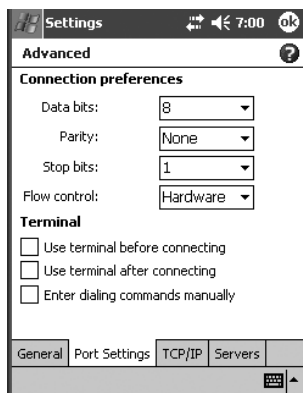 Settings 7:00 ok
Advanced ?
Connection preferences
Data bits: 8
Parity: None
Stop bits: 1
Flow control: Hardware
Terminal
Use terminal before connecting
Use terminal after connecting
Enter dialing commands manually
General Port Settings TCP/IP Servers